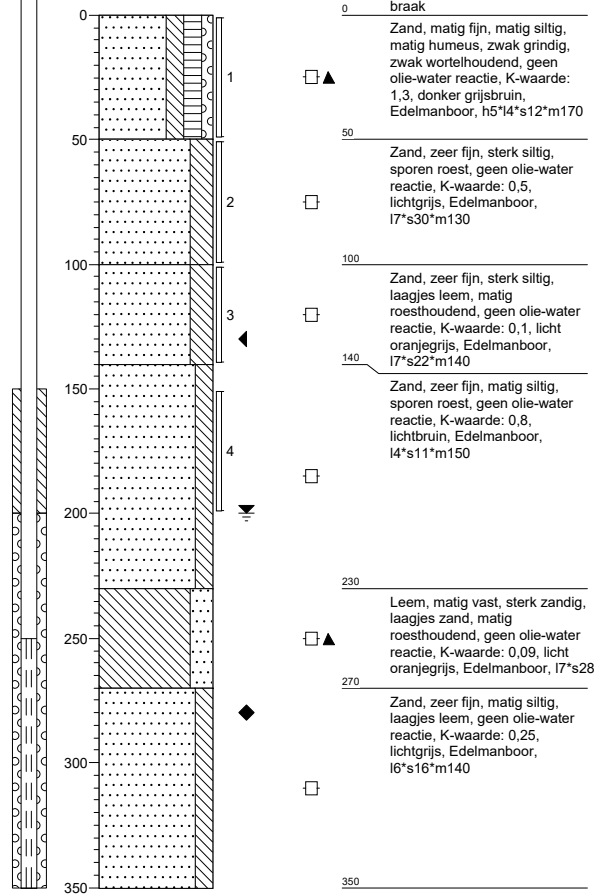 0
braak
0
Zand, matig fijn, matig siltig,
matig humeus, zwak grindig,
zwak wortelhoudend, geen
olie-water reactie, K-waarde:
1,3, donker grijsbruin,
Edelmanboor, h5*l4*s12*m170
1
50
50
Zand, zeer fijn, sterk siltig,
sporen roest, geen olie-water
reactie, K-waarde: 0,5,
lichtgrijs, Edelmanboor,
l7*s30*m130
2
100
100
Zand, zeer fijn, sterk siltig,
laagjes leem, matig
roesthoudend, geen olie-water
reactie, K-waarde: 0,1, licht
oranjegrijs, Edelmanboor,
l7*s22*m140
3
140
150
Zand, zeer fijn, matig siltig,
sporen roest, geen olie-water
reactie, K-waarde: 0,8,
lichtbruin, Edelmanboor,
l4*s11*m150
4
200
230
Leem, matig vast, sterk zandig,
laagjes zand, matig
roesthoudend, geen olie-water
reactie, K-waarde: 0,09, licht
oranjegrijs, Edelmanboor, l7*s28
250
270
Zand, zeer fijn, matig siltig,
laagjes leem, geen olie-water
reactie, K-waarde: 0,25,
lichtgrijs, Edelmanboor,
l6*s16*m140
300
350
350